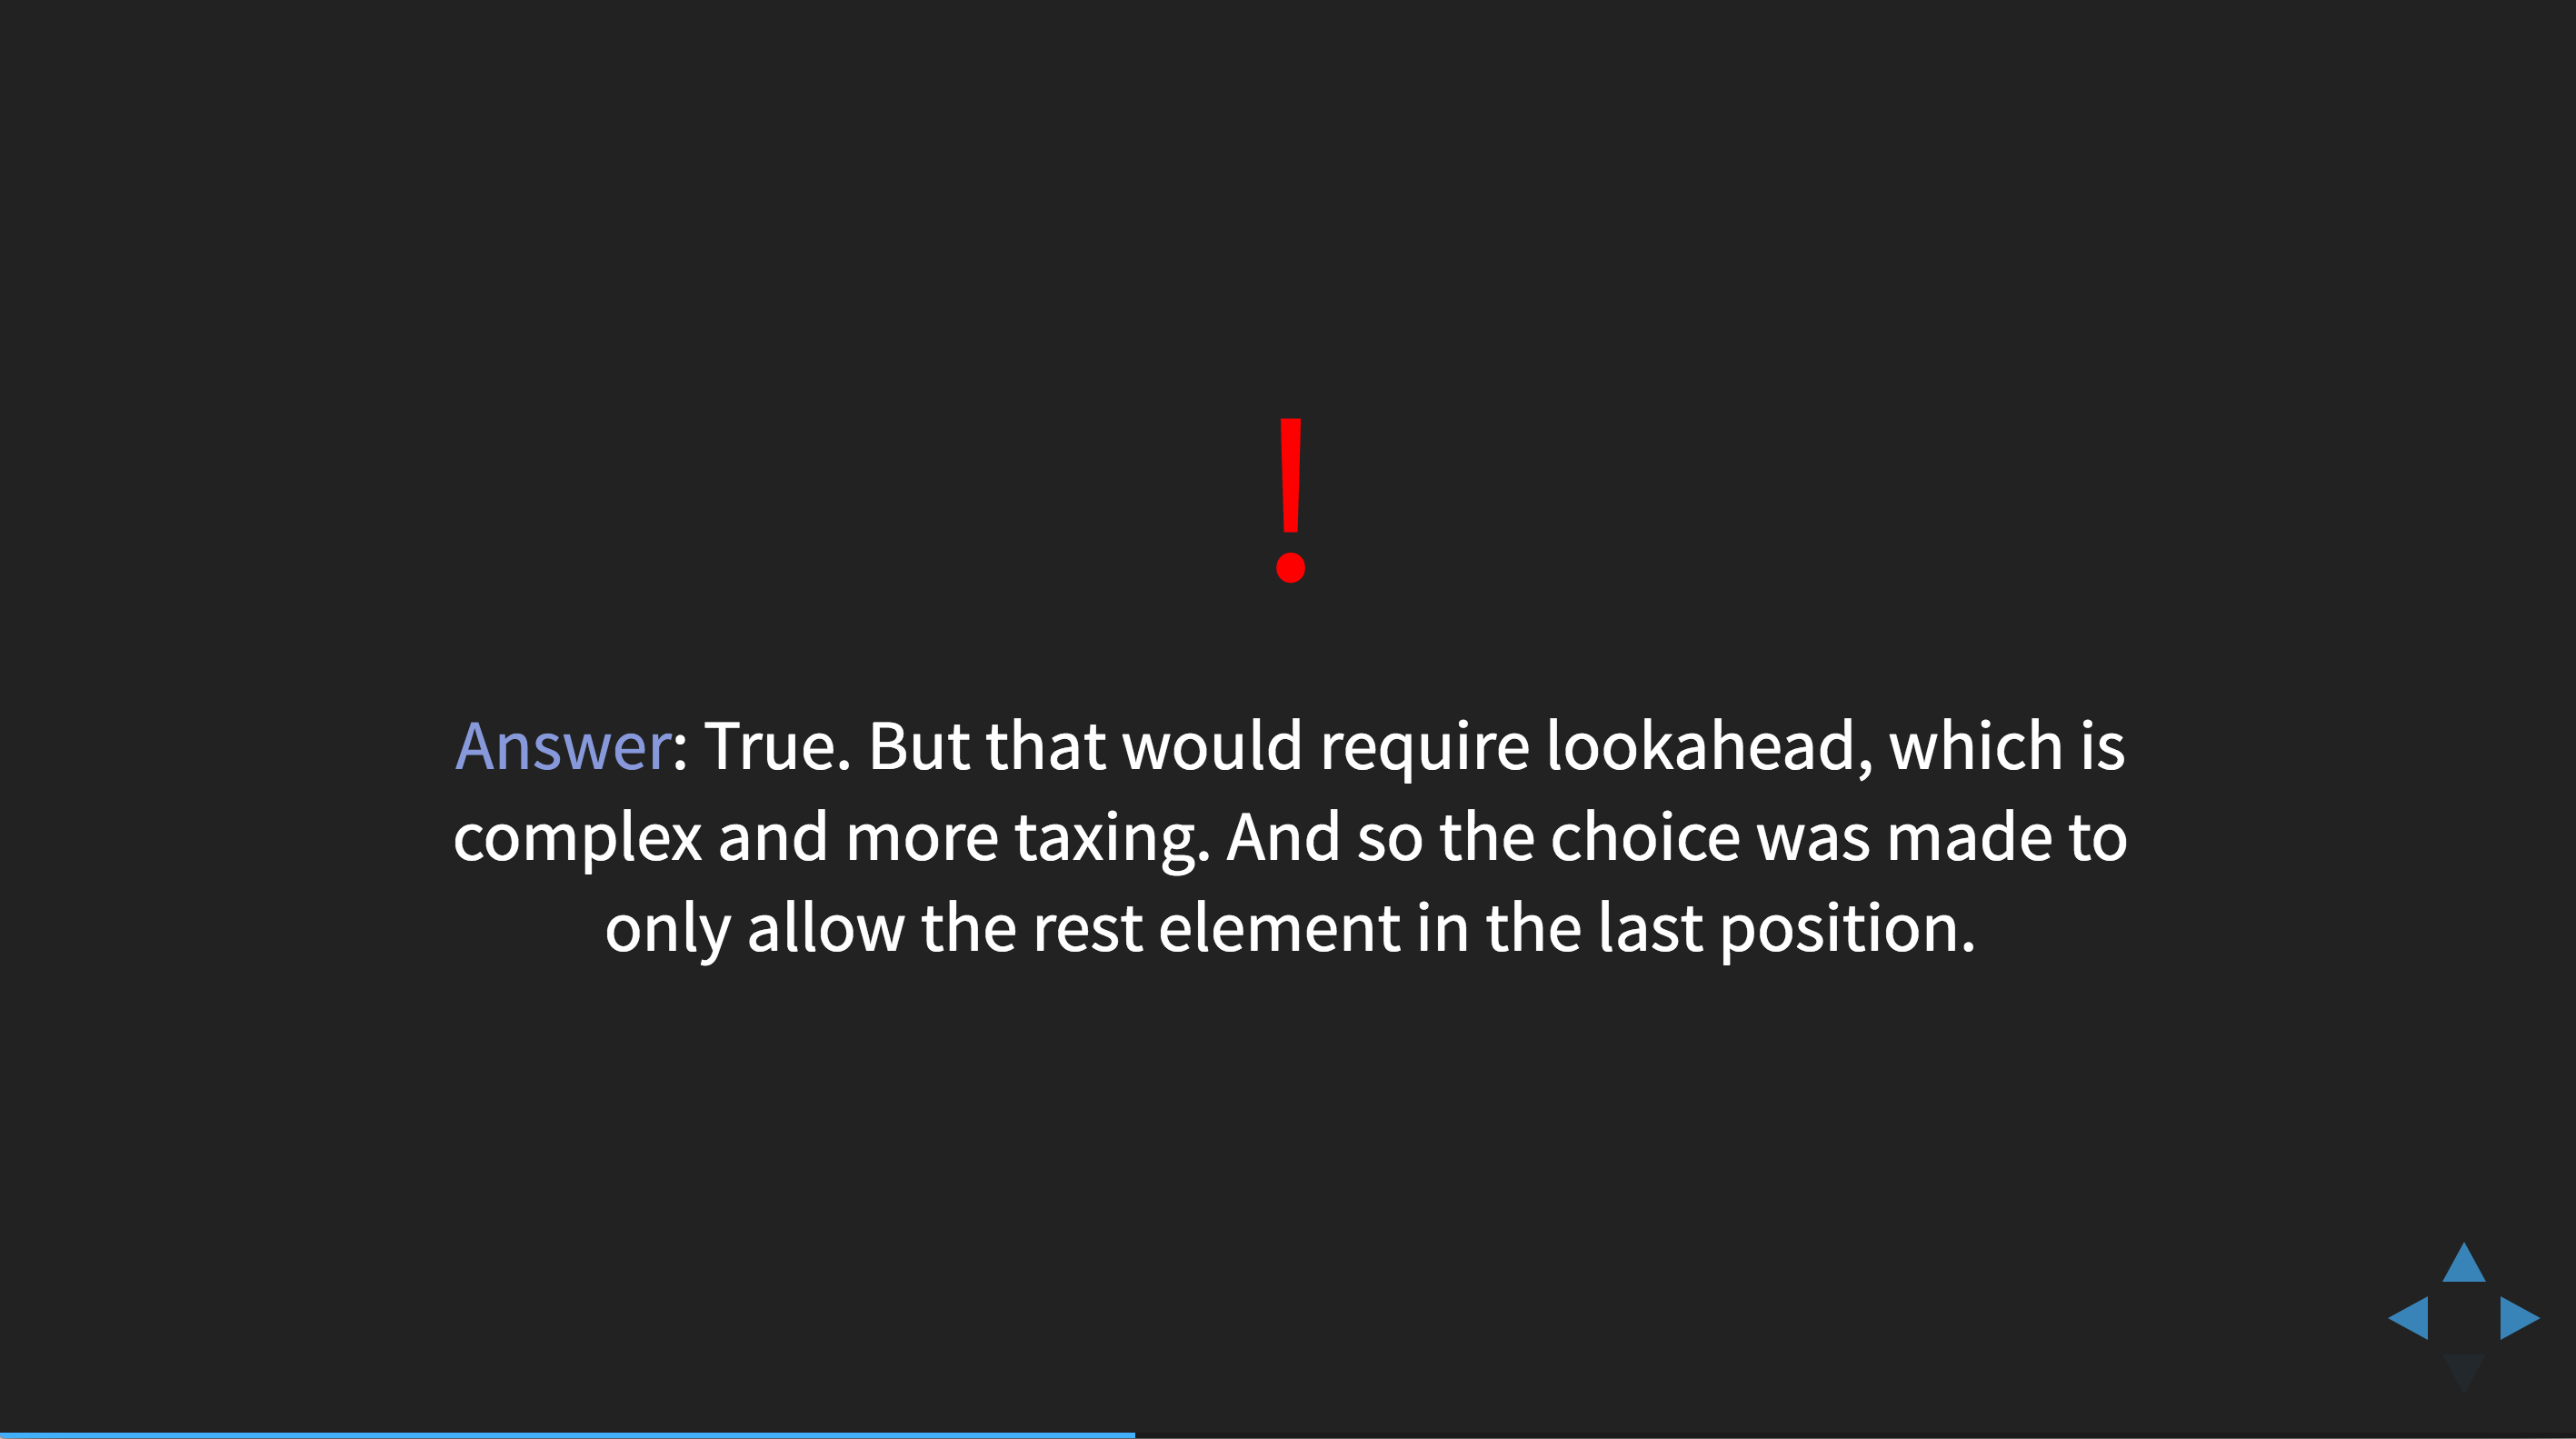 !
Answer: True. But that would require lookahead, which is
complex and more taxing. And so the choice was made to
only allow the rest element in the last position.